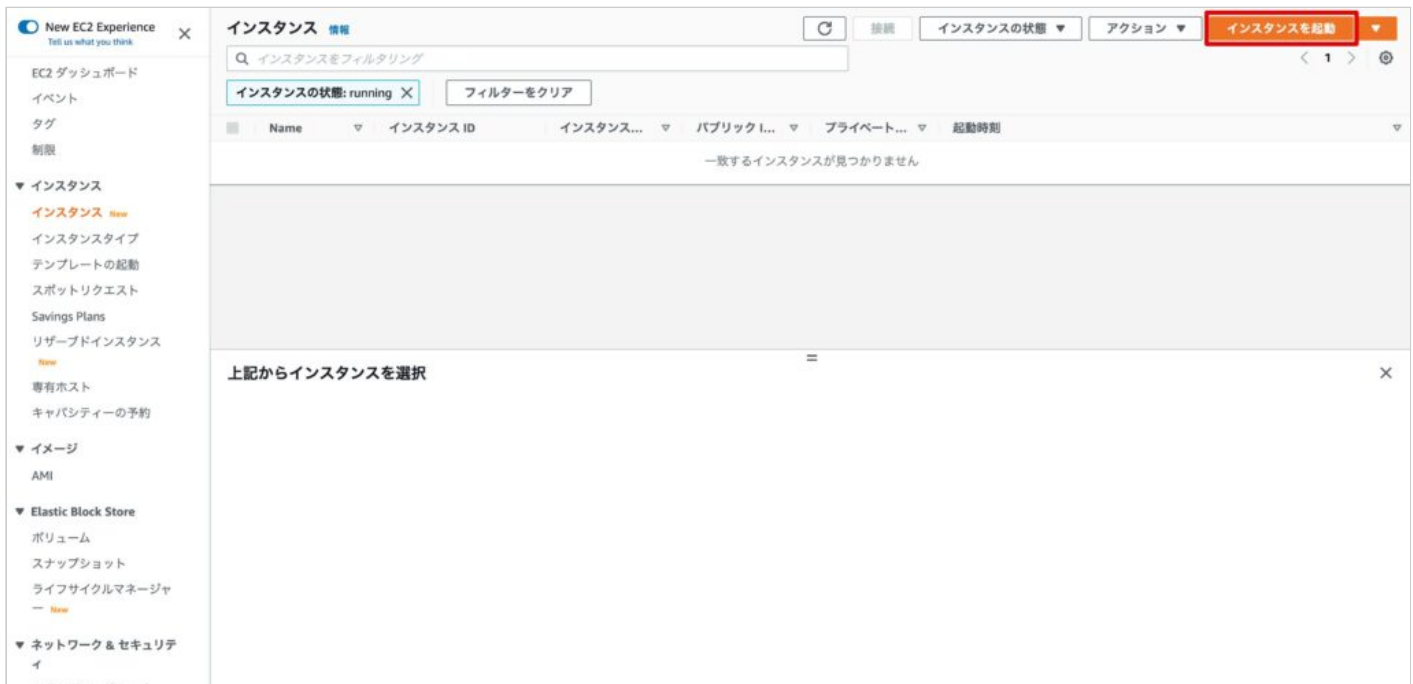 New EC2 Experience
Tell us what you think
EC2 ダッシュボード
イベント
タグ
制限
インスタンス
インスタンス New
インスタンスタイプ
テンプレートの起動
スポットリクエスト
Savings Plans
リザーブドインスタンス
New
専有ホスト
キャパシティーの予約
イメージ
AMI
Elastic Block Store
ボリューム
スナップショット
ライフサイクルマネージャ
ー New
ネットワーク & セキュリテ
ィ
インスタンス 情報
接続 インスタンスの状態 アクション インスタンスを起動
インスタンスをフィルタリング
1
インスタンスの状態: running フィルターをクリア
Name インスタンス ID インスタンス... パブリック I... プライベート... 起動時刻
一致するインスタンスが見つかりません
上記からインスタンスを選択